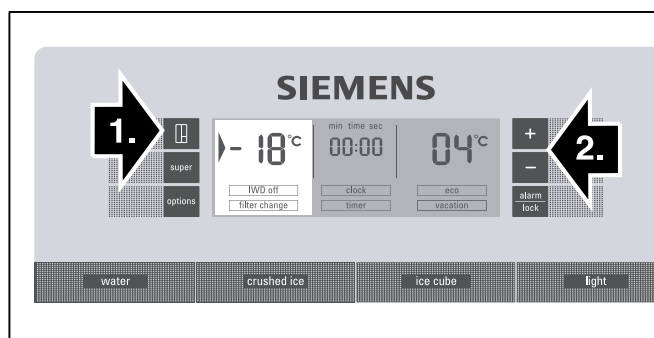 SIEMENS
1.
super
options
- 18°C
IWD off
filter change
min time sec
00:00
clock
timer
04°C
eco
vacation
+
-
alarm
lock
2.
water
crushed ice
ice cube
light